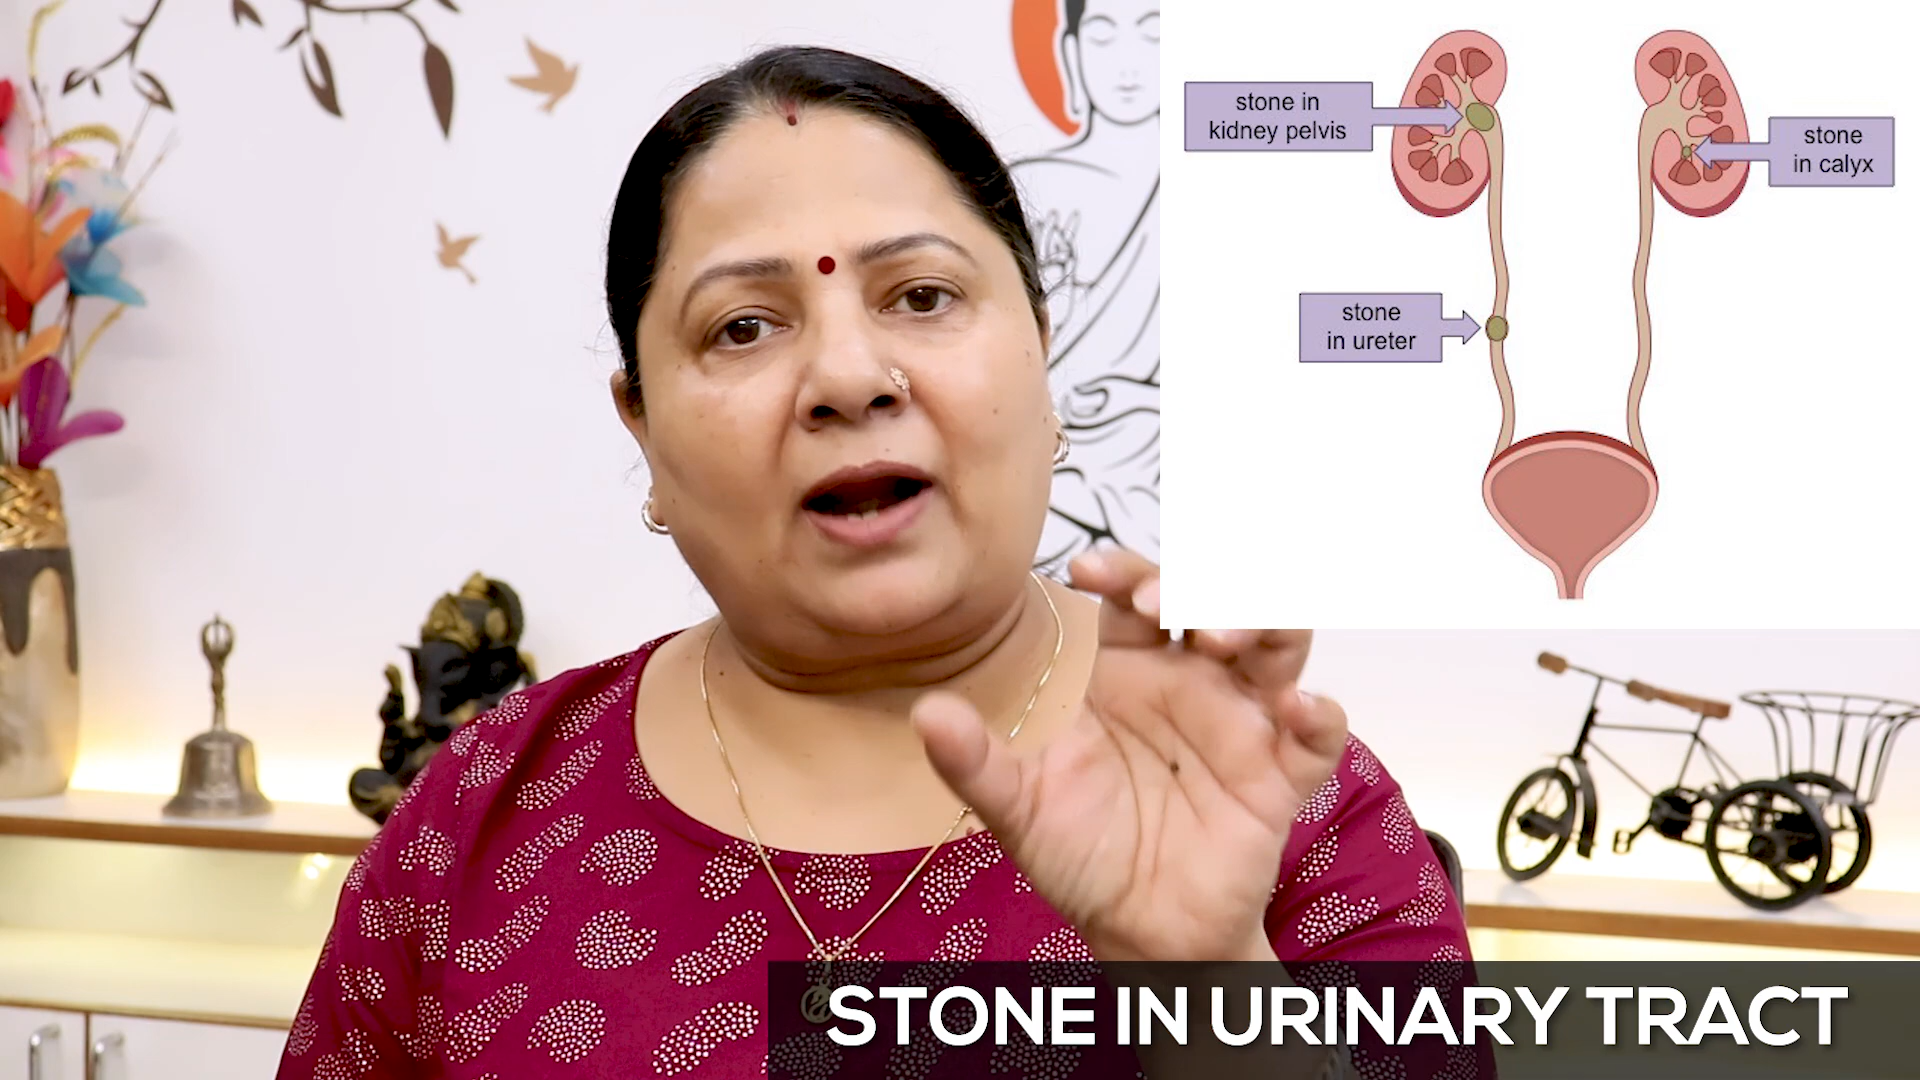 stone in
kidney pelvis
stone
in calyx
stone
in ureter
STONE IN URINARY TRACT